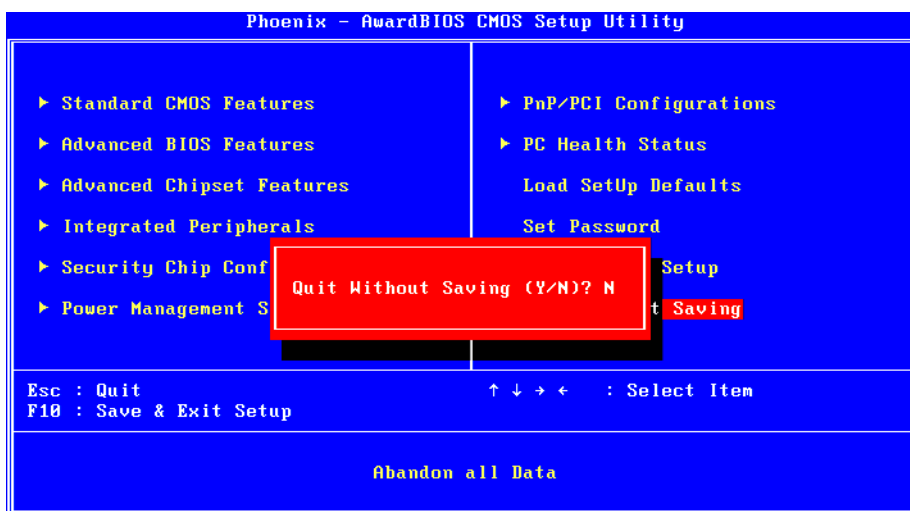 Phoenix - AwardBIOS CMOS Setup Utility
► Standard CMOS Features
► Advanced BIOS Features
► Advanced Chipset Features
► Integrated Peripherals
► Security Chip Conf
► Power Management S
► PnP/PCI Configurations
► PC Health Status
Load SetUp Defaults
Set Password
Setup
t Saving
Quit Without Saving (Y/N)? N
Esc : Quit
F10 : Save & Exit Setup
↑ ↓ → ← : Select Item
Abandon all Data